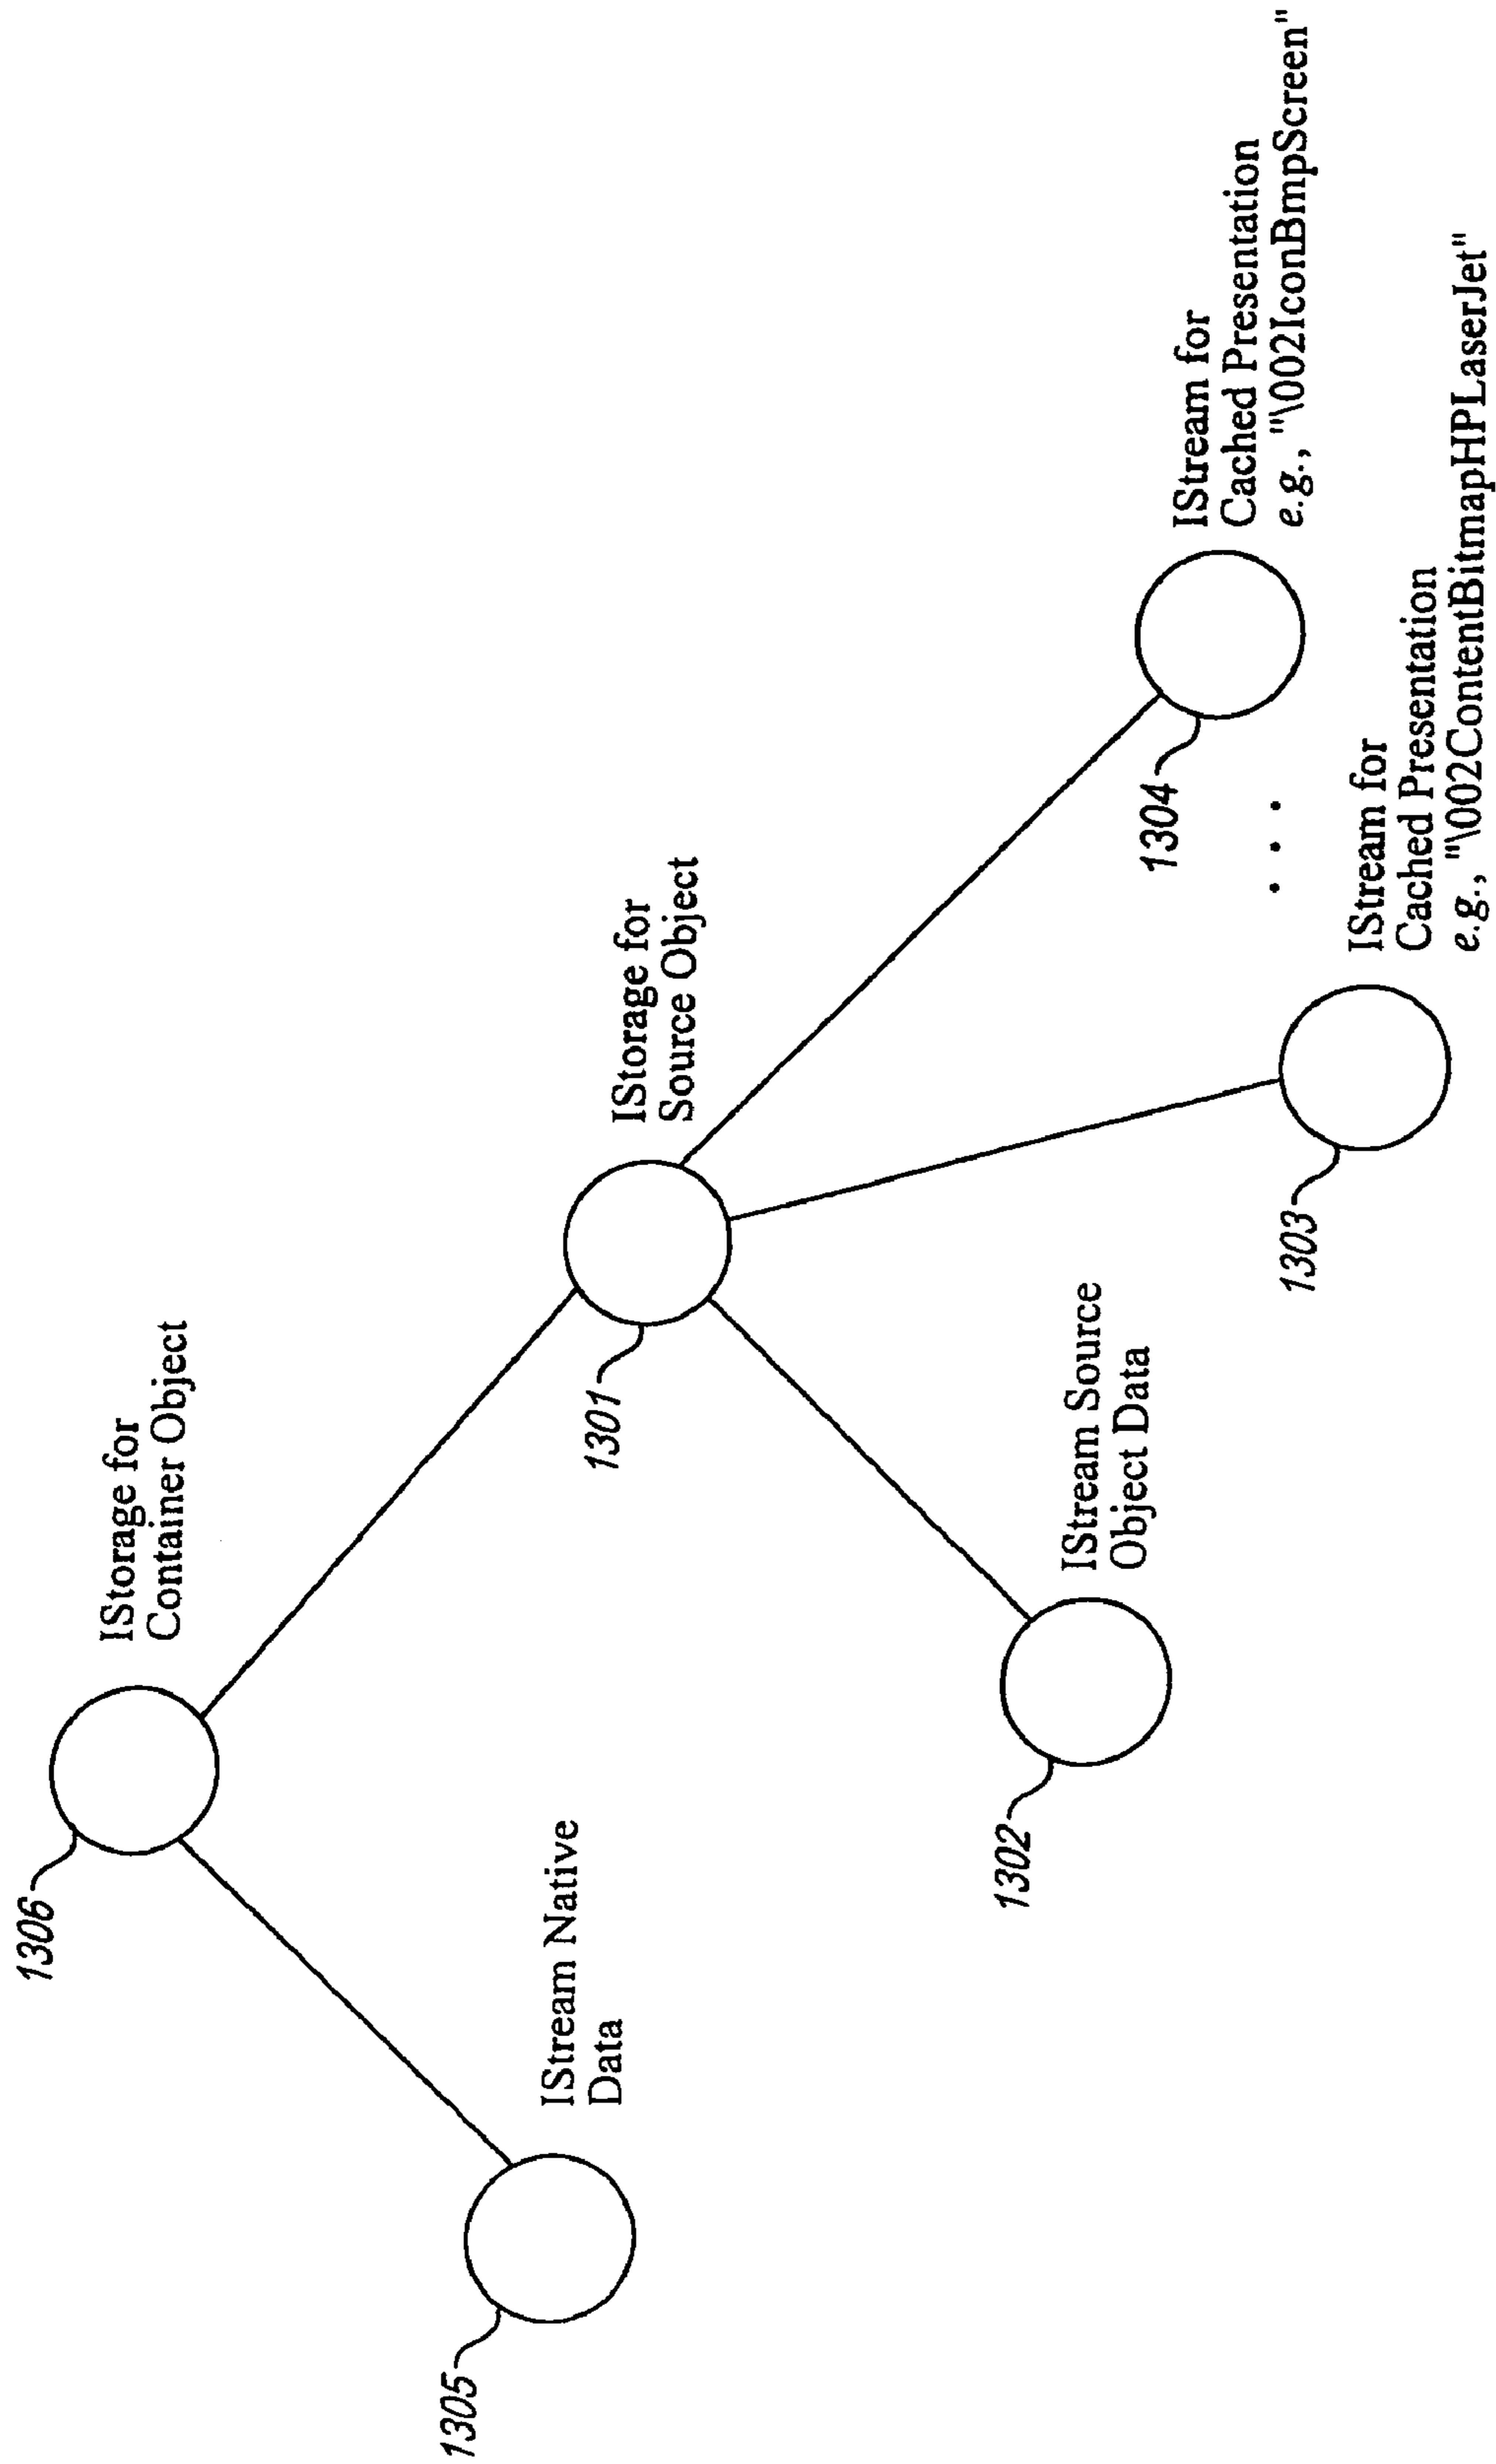 1306
IStorage for
Container Object
1305
IStream Native
Data
1301
IStorage for
Source Object
1302
IStream Source
Object Data
1304
IStream for
Cached Presentation
e.g., "\002IconBmpScreen"
. . .
1303
IStream for
Cached Presentation
e.g., "\002ContentBitmapHPLaserJet"